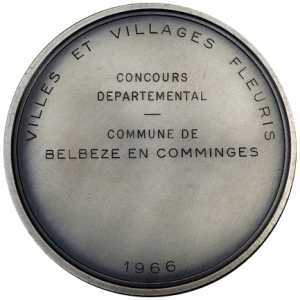 VILLES ET VILLAGES FLEURIS
CONCOURS
DEPARTEMENTAL
—
COMMUNE DE
BELBEZE EN COMMINGES
1966